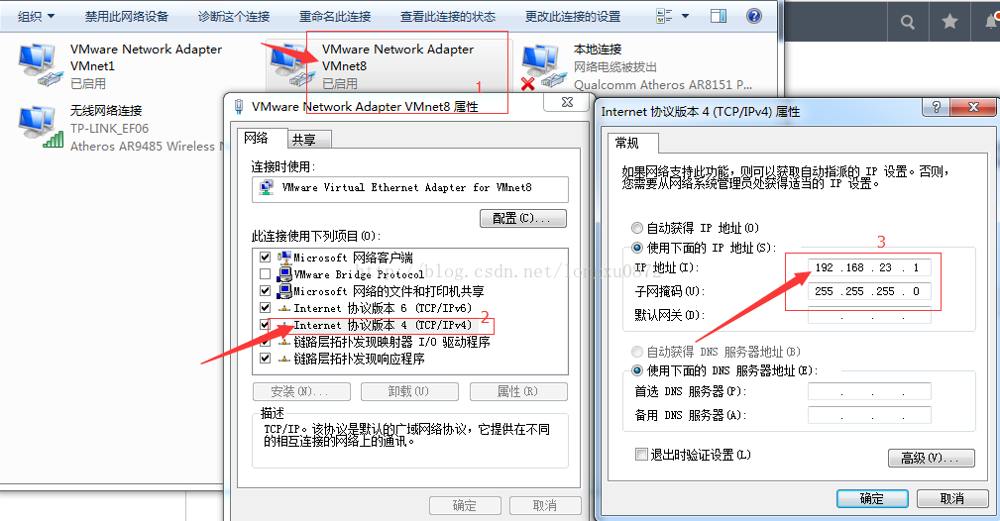 组织 禁用此网络设备 诊断这个连接 重命名此连接 查看此连接的状态 更改此连接的设置
VMware Network Adapter
VMnet1
已启用
VMware Network Adapter
VMnet8
已启用
1
本地连接
网络电缆被拔出
Qualcomm Atheros AR8151 P...
无线网络连接
TP-LINK_EF06
Atheros AR9485 Wireless N
VMware Network Adapter VMnet8 属性
网络 共享
连接时使用:
VMware Virtual Ethernet Adapter for VMnet8
配置(C)...
此连接使用下列项目(O):
Microsoft 网络客户端
VMware Bridge Protocol
Microsoft 网络的文件和打印机共享
Internet 协议版本 6 (TCP/IPv6)
Internet 协议版本 4 (TCP/IPv4)
2
链路层拓扑发现映射器 I/O 驱动程序
链路层拓扑发现响应程序
安装(N)... 卸载(U) 属性(R)
描述
TCP/IP。该协议是默认的广域网络协议，它提供在不同
的相互连接的网络上的通讯。
确定 取消
Internet 协议版本 4 (TCP/IPv4) 属性
常规
如果网络支持此功能，则可以获取自动指派的 IP 设置。否则，
您需要从网络系统管理员处获得适当的 IP 设置。
自动获得 IP 地址(O)
使用下面的 IP 地址(S):
3
IP 地址(I): 192 .168 . 23 . 1
子网掩码(U): 255 .255 .255 . 0
默认网关(D): . . .
自动获得 DNS 服务器地址(B)
使用下面的 DNS 服务器地址(E):
首选 DNS 服务器(P): . . .
备用 DNS 服务器(A): . . .
退出时验证设置(L)
高级(V)...
确定 取消